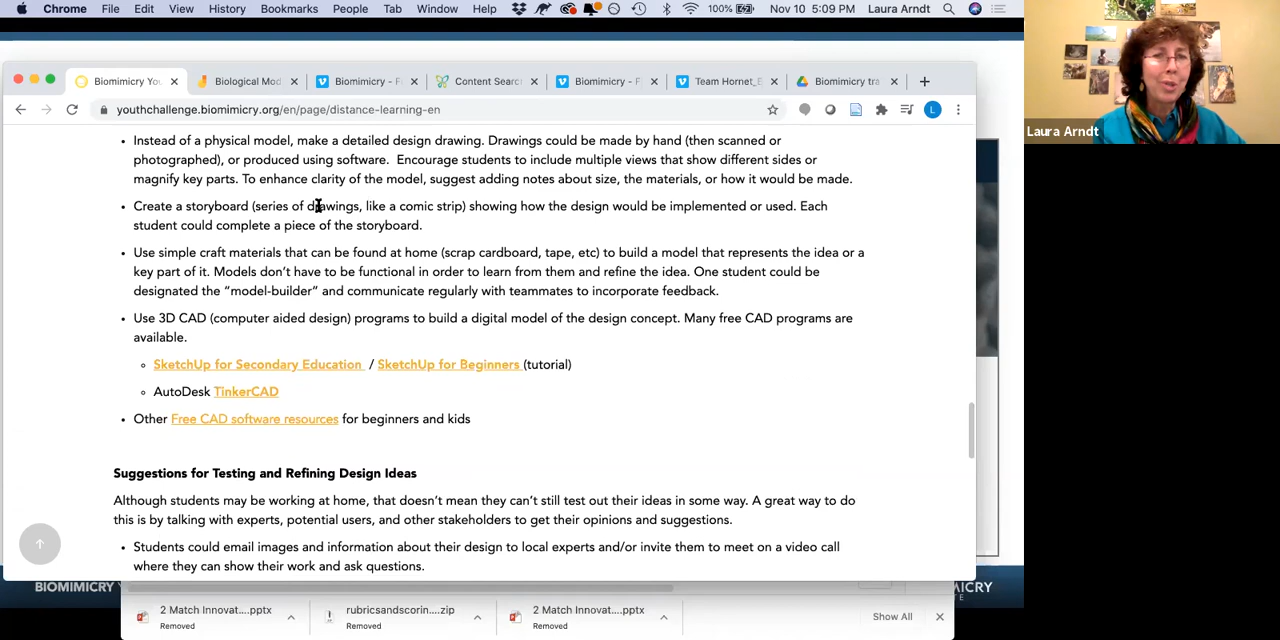 Chrome File Edit View History Bookmarks People Tab Window Help 100% Nov 10 5:09 PM Laura Arndt
Biomimicry You Biological Mod Biomimicry - F Content Searc Biomimicry - F Team Hornet_E Biomimicry tra
youthchallenge.biomimicry.org/en/page/distance-learning-en L
Laura Arndt
• Instead of a physical model, make a detailed design drawing. Drawings could be made by hand (then scanned or
photographed), or produced using software. Encourage students to include multiple views that show different sides or
magnify key parts. To enhance clarity of the model, suggest adding notes about size, the materials, or how it would be made.
• Create a storyboard (series of drawings, like a comic strip) showing how the design would be implemented or used. Each
student could complete a piece of the storyboard.
• Use simple craft materials that can be found at home (scrap cardboard, tape, etc) to build a model that represents the idea or a
key part of it. Models don't have to be functional in order to learn from them and refine the idea. One student could be
designated the “model-builder” and communicate regularly with teammates to incorporate feedback.
• Use 3D CAD (computer aided design) programs to build a digital model of the design concept. Many free CAD programs are
available.
◦ SketchUp for Secondary Education / SketchUp for Beginners (tutorial)
◦ AutoDesk TinkerCAD
• Other Free CAD software resources for beginners and kids
Suggestions for Testing and Refining Design Ideas
Although students may be working at home, that doesn't mean they can't still test out their ideas in some way. A great way to do
this is by talking with experts, potential users, and other stakeholders to get their opinions and suggestions.
• Students could email images and information about their design to local experts and/or invite them to meet on a video call
where they can show their work and ask questions.
BIOMIMICRY
2 Match Innovat....pptx rubricsandscorin....zip 2 Match Innovat....pptx Show All
Removed Removed Removed